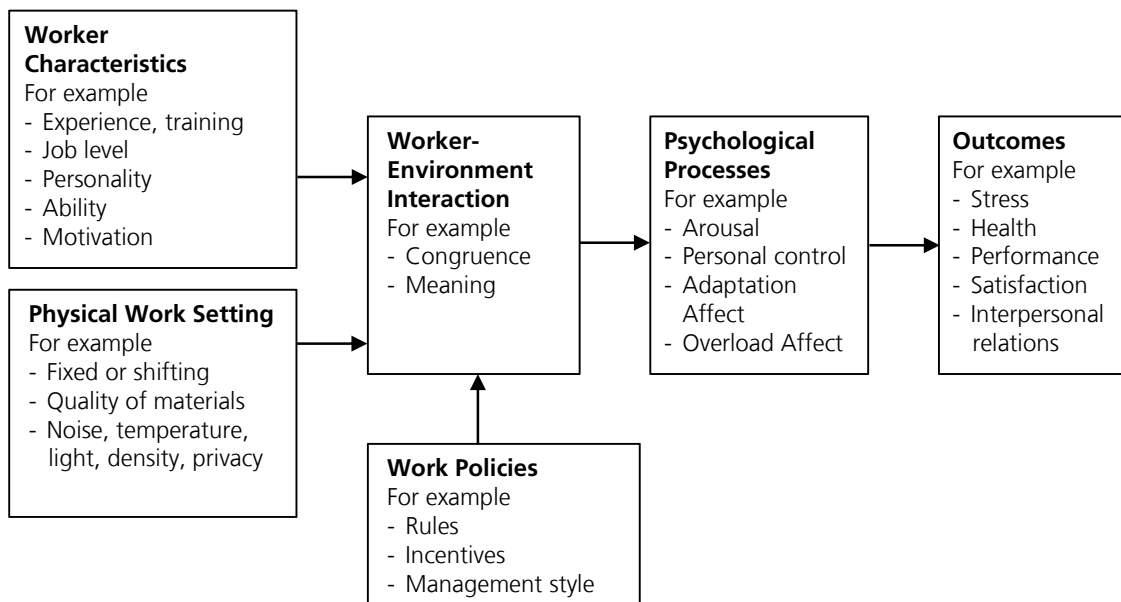 Worker
Characteristics
For example
- Experience, training
- Job level
- Personality
- Ability
- Motivation
Physical Work Setting
For example
- Fixed or shifting
- Quality of materials
- Noise, temperature,
light, density, privacy
Worker-
Environment
Interaction
For example
- Congruence
- Meaning
Work Policies
For example
- Rules
- Incentives
- Management style
Psychological
Processes
For example
- Arousal
- Personal control
- Adaptation
Affect
- Overload Affect
Outcomes
For example
- Stress
- Health
- Performance
- Satisfaction
- Interpersonal
relations